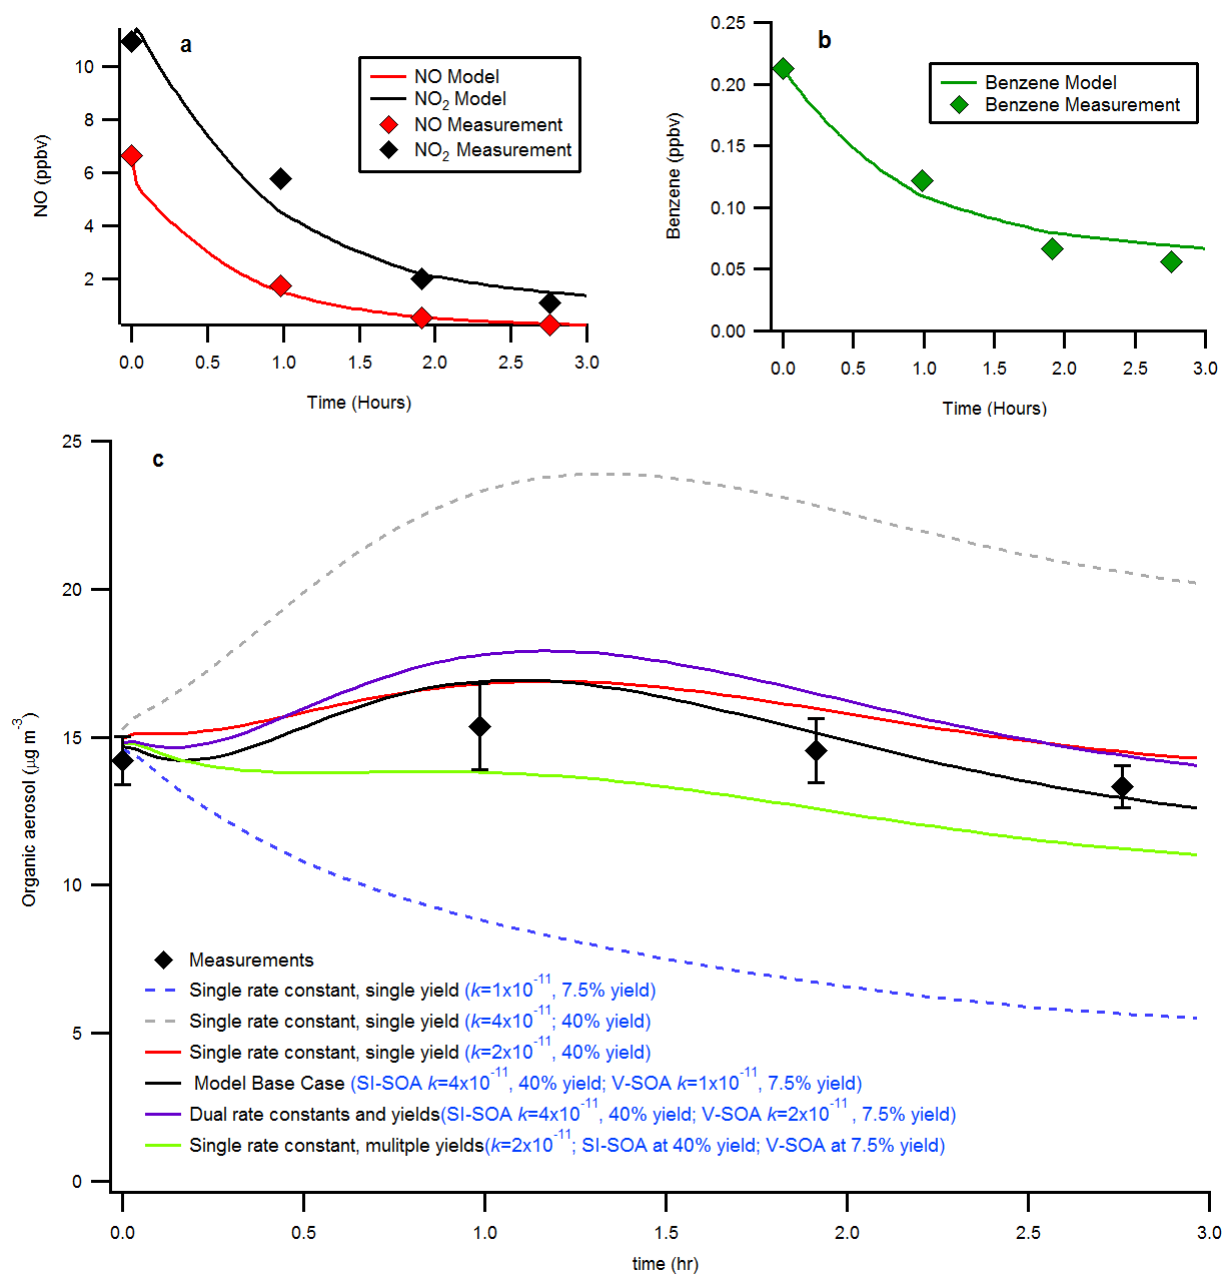 a
NO Model
NO2 Model
NO Measurement
NO2 Measurement
10
8
6
4
2
NO (ppbv)
0.0 0.5 1.0 1.5 2.0 2.5 3.0
Time (Hours)
b
Benzene Model
Benzene Measurement
0.25
0.20
0.15
0.10
0.05
0.00
Benzene (ppbv)
0.0 0.5 1.0 1.5 2.0 2.5 3.0
Time (Hours)
c
25
20
15
10
5
0
Organic aerosol (µg m-3)
Measurements
Single rate constant, single yield (k=1x10-11, 7.5% yield)
Single rate constant, single yield (k=4x10-11; 40% yield)
Single rate constant, single yield (k=2x10-11, 40% yield)
Model Base Case (SI-SOA k=4x10-11, 40% yield; V-SOA k=1x10-11, 7.5% yield)
Dual rate constants and yields(SI-SOA k=4x10-11, 40% yield; V-SOA k=2x10-11, 7.5% yield)
Single rate constant, mulitple yields(k=2x10-11; SI-SOA at 40% yield; V-SOA at 7.5% yield)
0.0 0.5 1.0 1.5 2.0 2.5 3.0
time (hr)